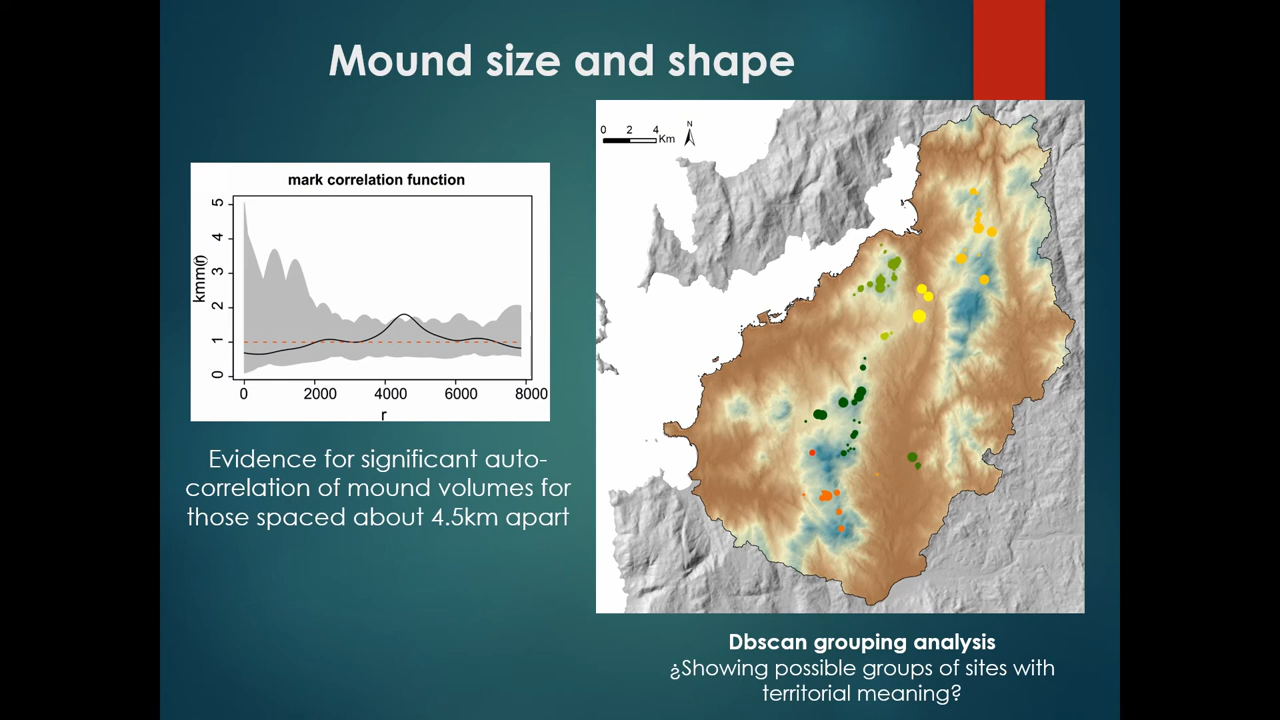 Mound size and shape
mark correlation function
kmm(r)
5
4
3
2
1
0
0 2000 4000 6000 8000
r
Evidence for significant auto-
correlation of mound volumes for
those spaced about 4.5km apart
0 2 4 Km
N
Dbscan grouping analysis
¿Showing possible groups of sites with
territorial meaning?